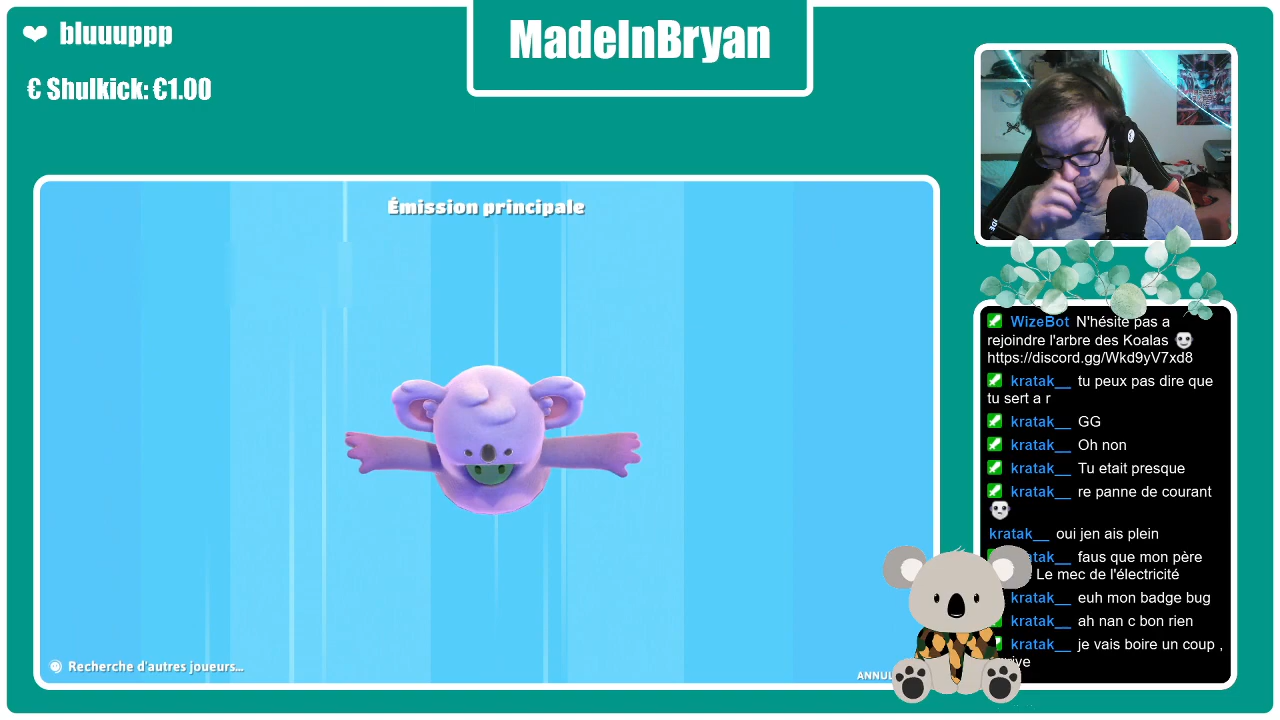 ❤ bluuuppp
€ Shulkick: €1.00
MadeInBryan
Émission principale
Recherche d'autres joueurs...
WizeBot N'hésite pas a
rejoindre l'arbre des Koalas
https://discord.gg/Wkd9yV7xd8
kratak__ tu peux pas dire que
tu sert a r
kratak__ GG
kratak__ Oh non
kratak__ Tu etait presque
kratak__ re panne de courant
kratak__ oui jen ais plein
faus que mon père
Le mec de l'électricité
kratak__ euh mon badge bug
kratak__ ah nan c bon rien
kratak__ je vais boire un coup ,